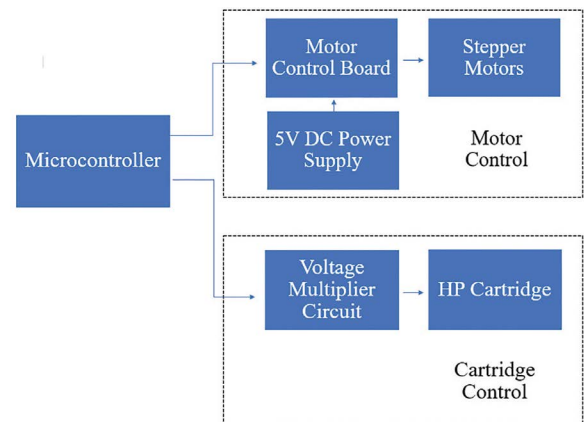 Motor
Control Board
Stepper
Motors
Microcontroller
5V DC Power
Supply
Motor
Control
Voltage
Multiplier
Circuit
HP Cartridge
Cartridge
Control